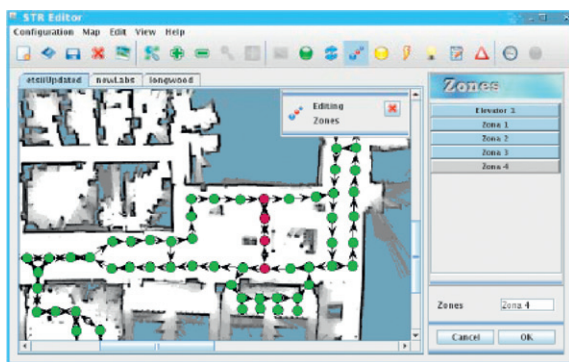 STR Editor
Configuration Map Edit View Help
etsiiUpdated newLabs longwood
Editing
Zones
Zones
Elevator 1
Zona 1
Zona 2
Zona 3
Zona 4
Zones Zona 4
Cancel OK